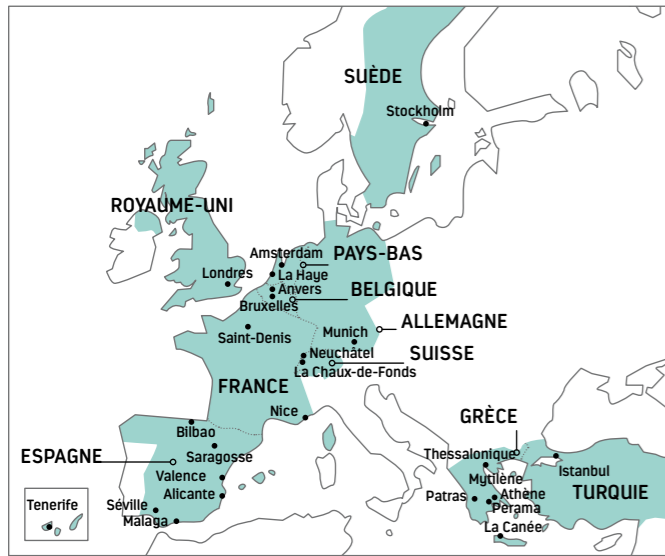 SUÈDE
Stockholm
ROYAUME-UNI
Amsterdam
PAYS-BAS
Londres
La Haye
Anvers
BELGIQUE
Bruxelles
ALLEMAGNE
Saint-Denis
Munich
Neuchâtel
SUISSE
La Chaux-de-Fonds
FRANCE
Nice
GRÈCE
Bilbao
ESPAGNE
Saragosse
Thessalonique
Istanbul
Valence
Mytilène
TURQUIE
Alicante
Patras
Athène
Perama
Tenerife
Séville
Malaga
La Canée